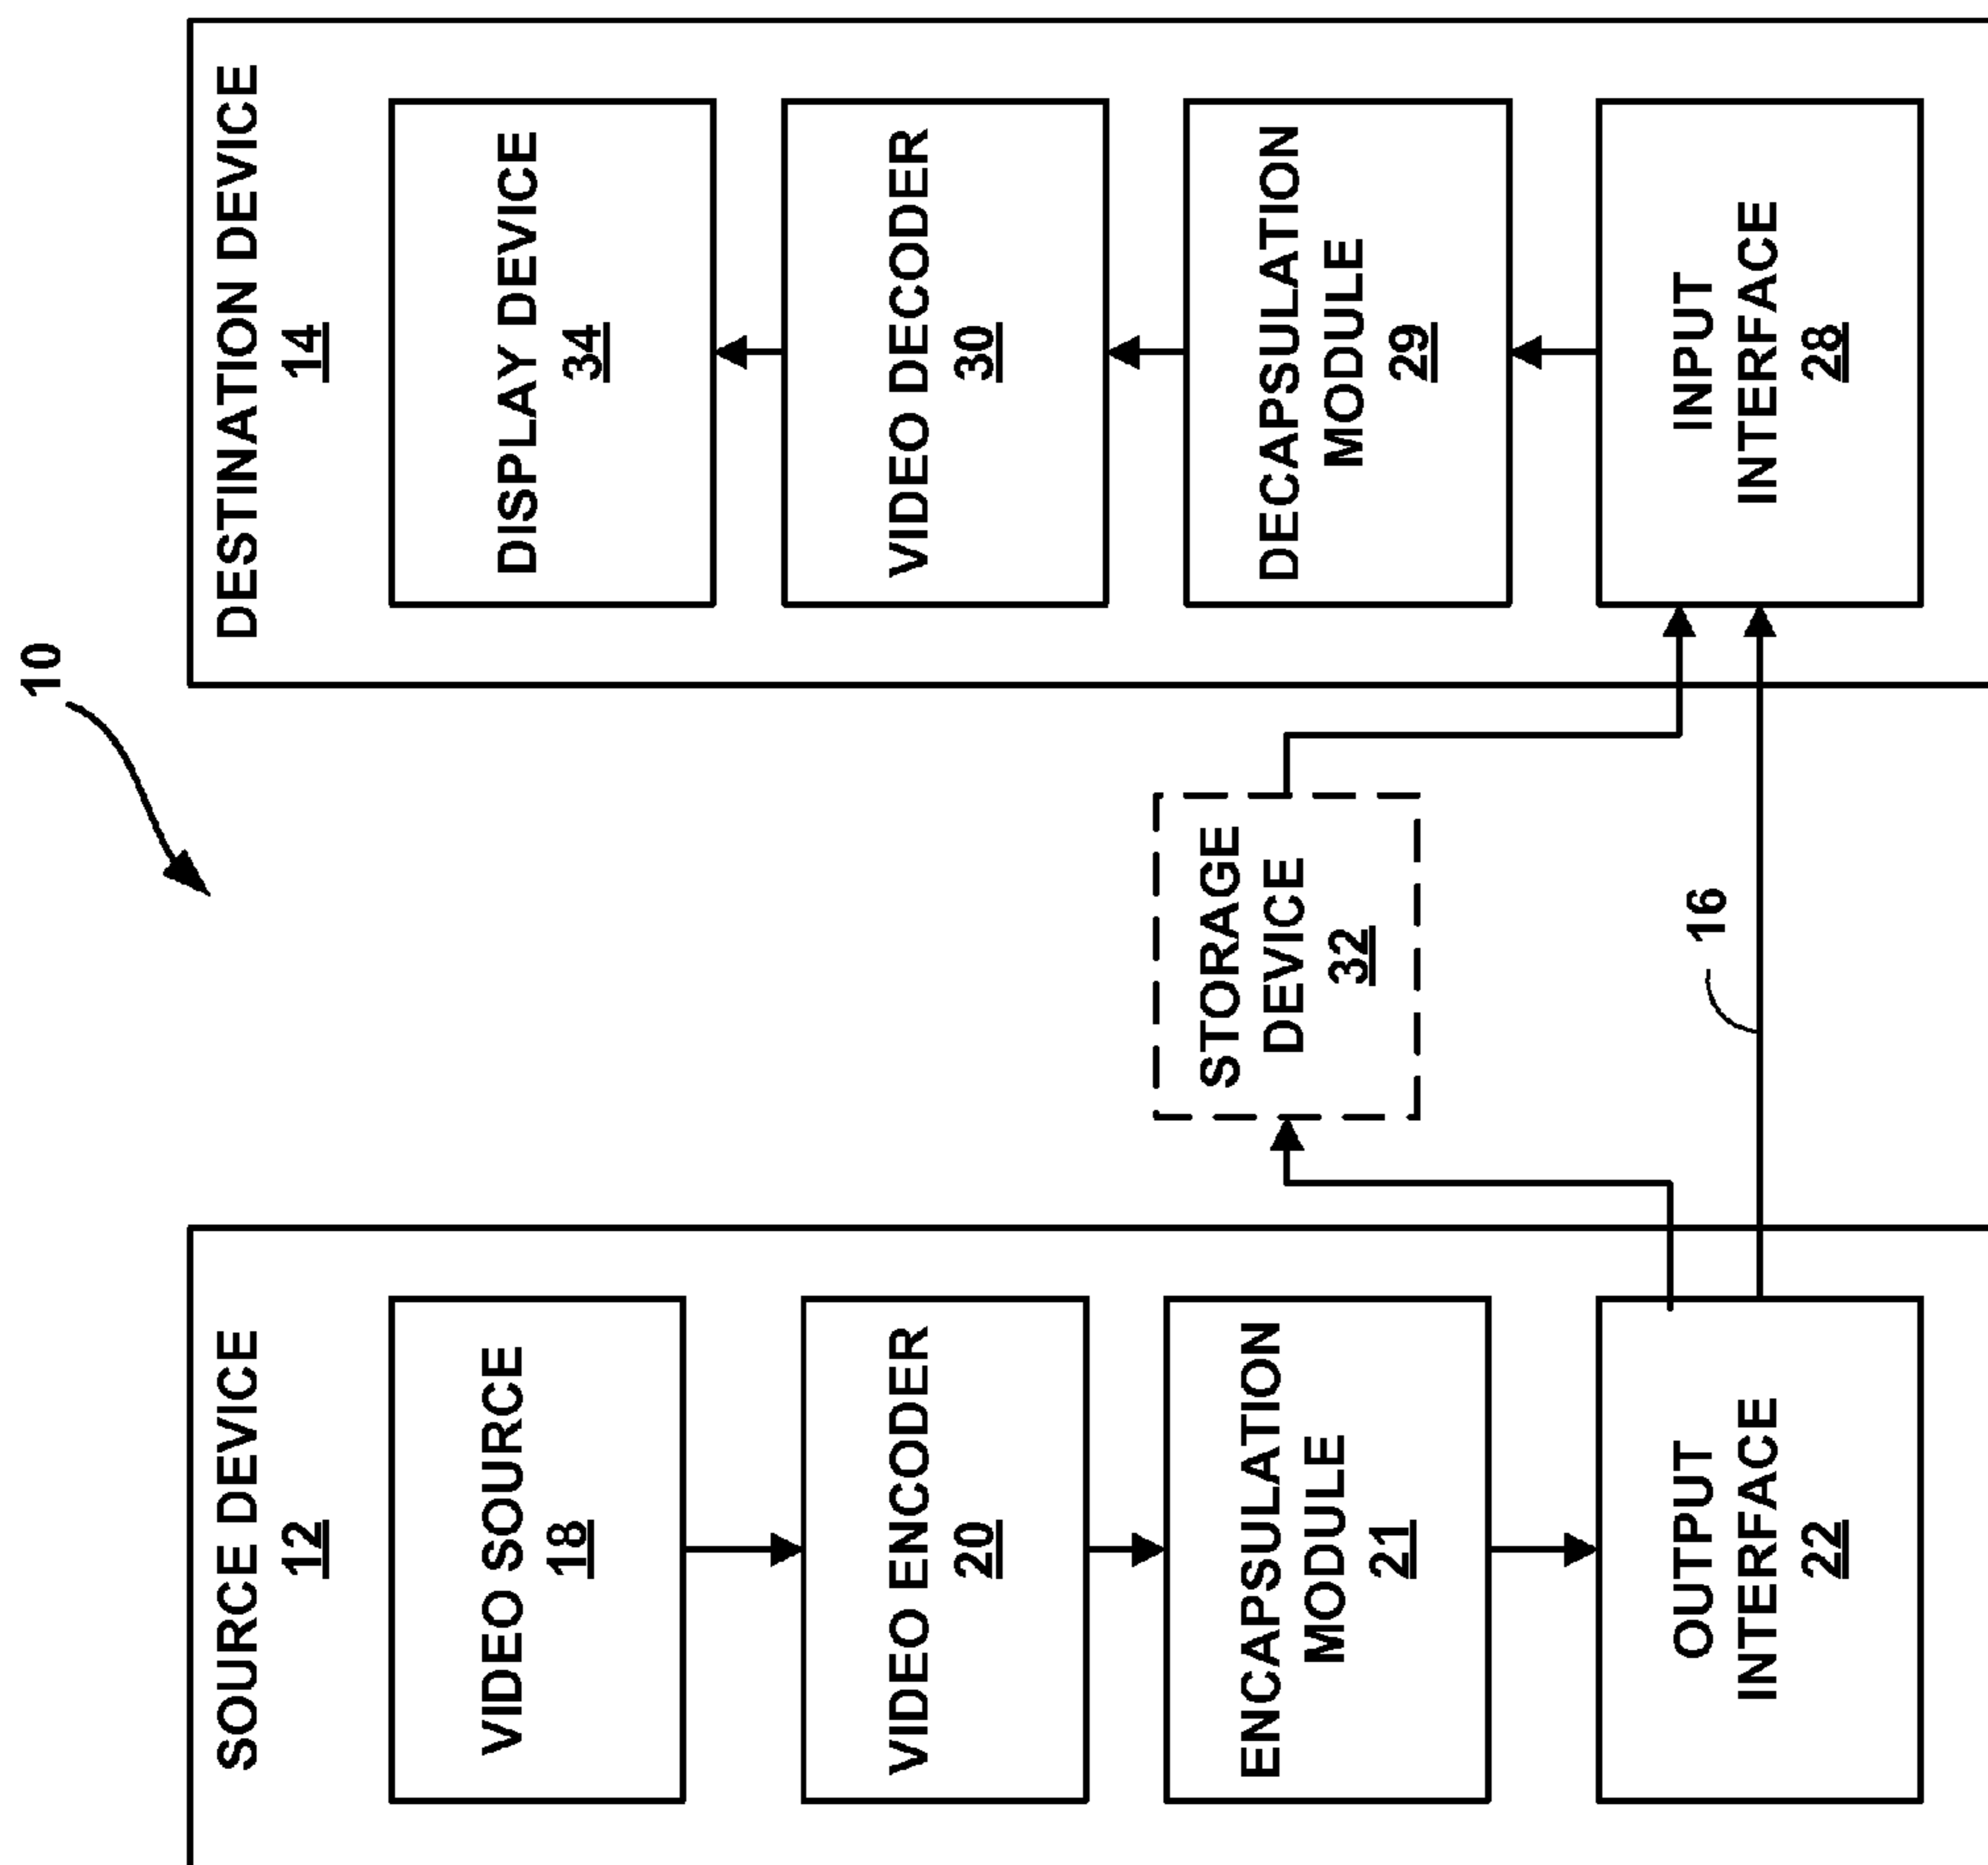 10
SOURCE DEVICE
12
VIDEO SOURCE
18
VIDEO ENCODER
20
ENCAPSULATION
MODULE
21
OUTPUT
INTERFACE
22
STORAGE
DEVICE
32
16
DESTINATION DEVICE
14
DISPLAY DEVICE
34
VIDEO DECODER
30
DECAPSULATION
MODULE
29
INPUT
INTERFACE
28